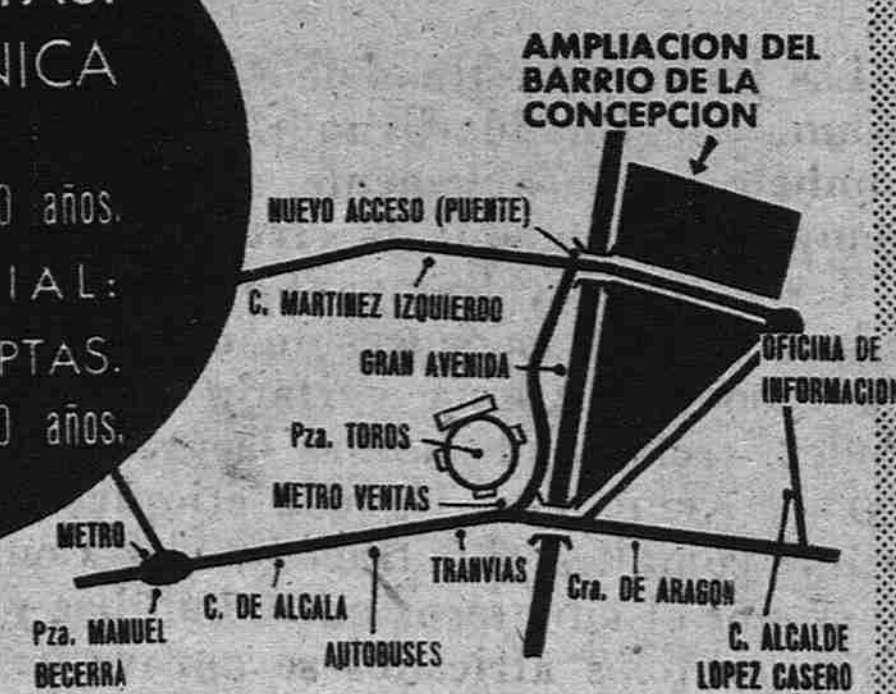 NICA
años.
IAL:
PTAS.
años.
AMPLIACION DEL
BARRIO DE LA
CONCEPCION
NUEVO ACCESO (PUENTE)
C. MARTINEZ IZQUIERDO
GRAN AVENIDA
OFICINA DE
INFORMACION
Pza. TOROS
METRO VENTAS
METRO
TRANVIAS
Cra. DE ARAGON
C. DE ALCALA
Pza. MANUEL
BECERRA
AUTOBUSES
C. ALCALDE
LOPEZ CASERO